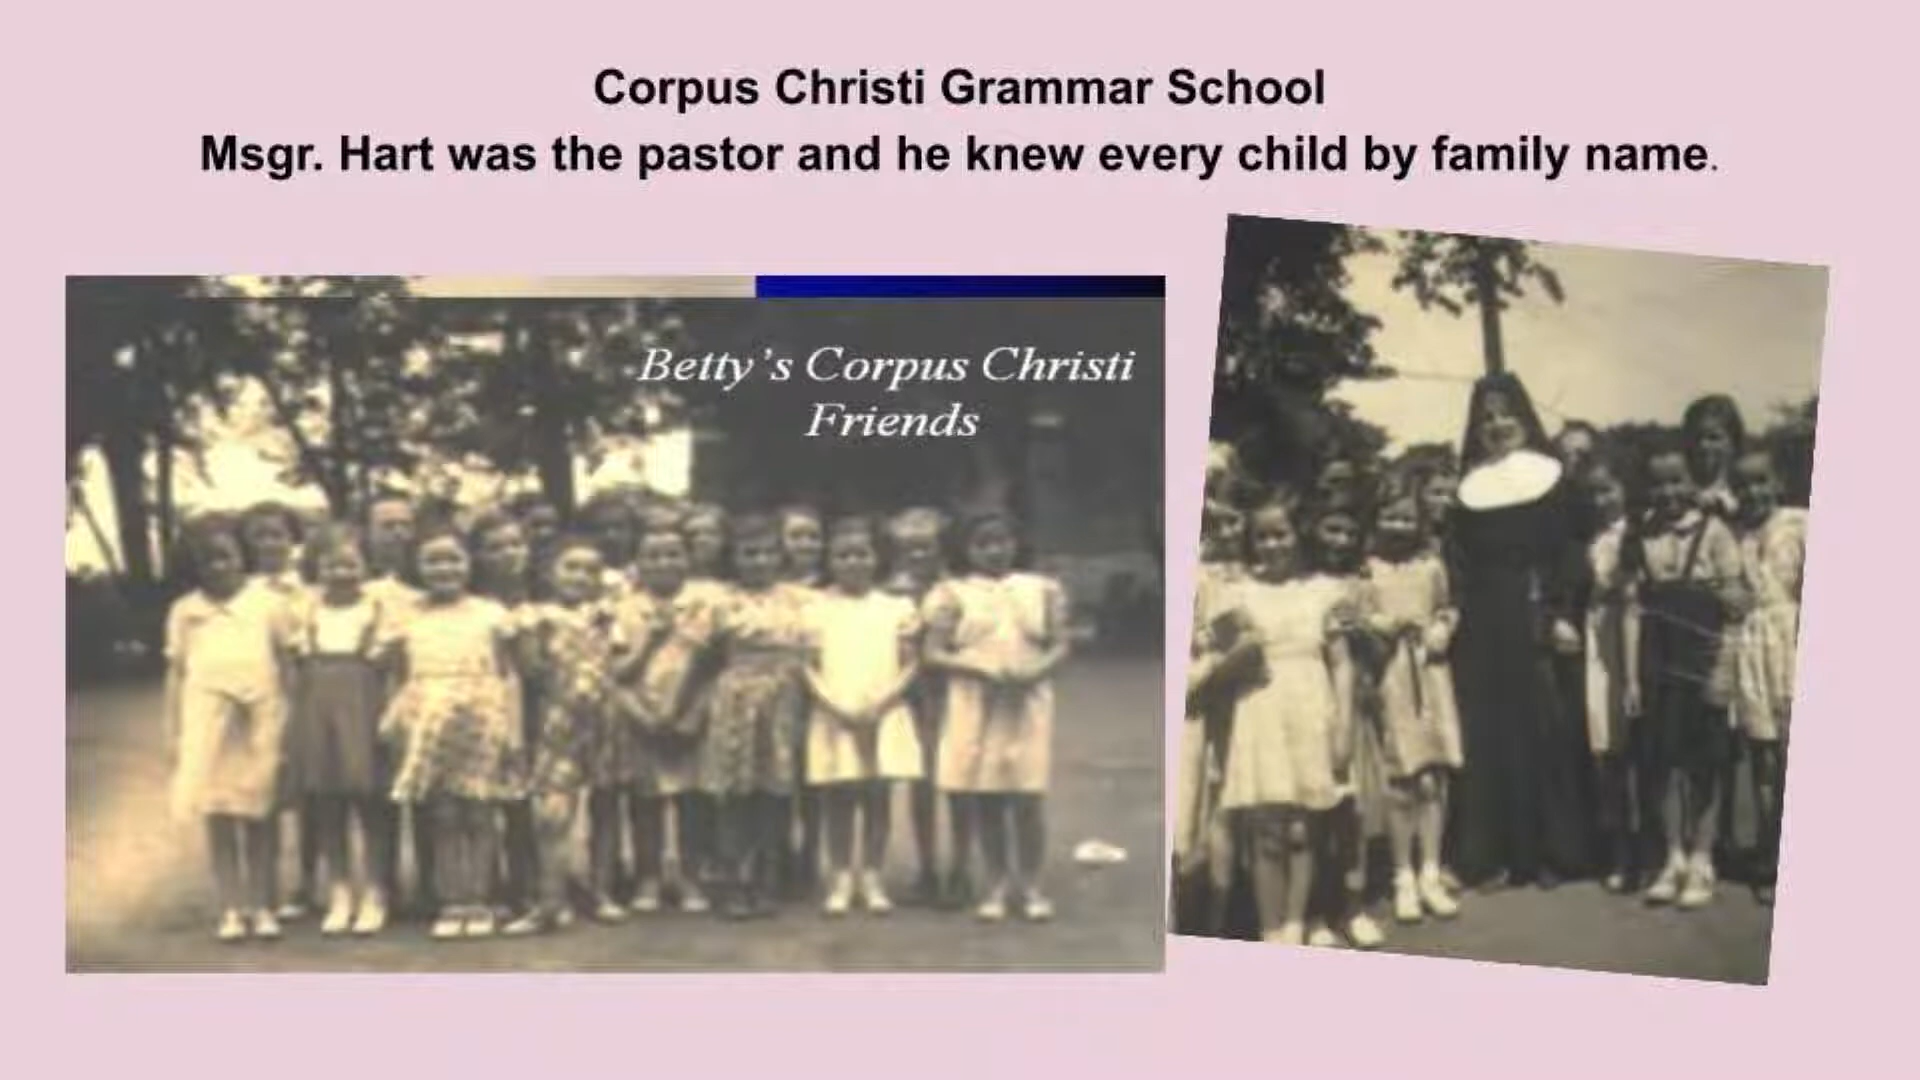 Corpus Christi Grammar School
Msgr. Hart was the pastor and he knew every child by family name.
Betty's Corpus Christi
Friends